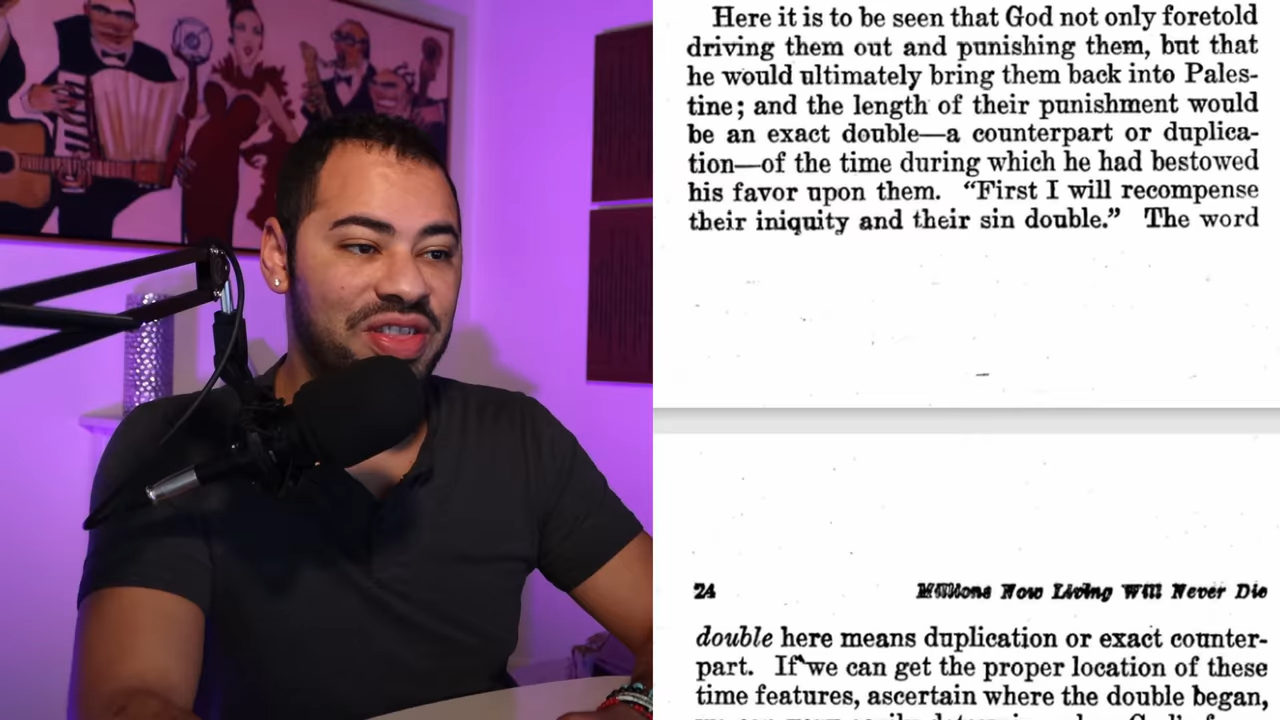 Here it is to be seen that God not only foretold
driving them out and punishing them, but that
he would ultimately bring them back into Pales-
tine; and the length of their punishment would
be an exact double—a counterpart or duplica-
tion—of the time during which he had bestowed
his favor upon them. “First I will recompense
their iniquity and their sin double.” The word
24 Millions Now Living Will Never Die
double here means duplication or exact counter-
part. If we can get the proper location of these
time features, ascertain where the double began,